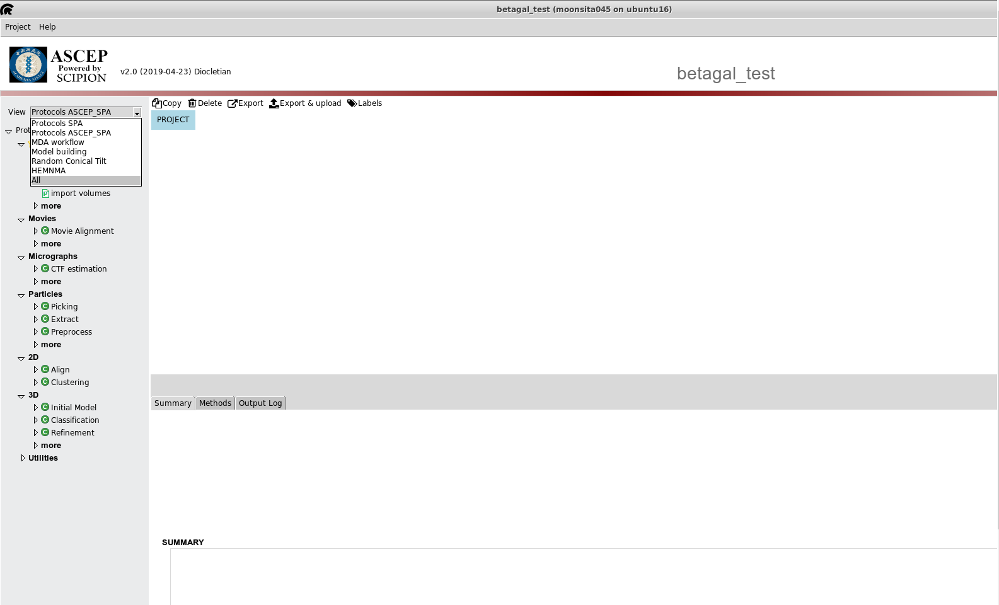 betagal_test (moonsita045 on ubuntu16)
Project Help
ASCEP
Powered by
SCIPION
v2.0 (2019-04-23) Diocletian
betagal_test
Copy Delete Export Export & upload Labels
View Protocols ASCEP_SPA
PROJECT
Protocols SPA
Protocols ASCEP_SPA
MDA workflow
Model building
Random Conical Tilt
HEMNMA
All
Prot
import volumes
more
Movies
Movie Alignment
more
Micrographs
CTF estimation
more
Particles
Picking
Extract
Preprocess
more
2D
Align
Clustering
3D
Initial Model
Classification
Refinement
more
Utilities
Summary Methods Output Log
SUMMARY